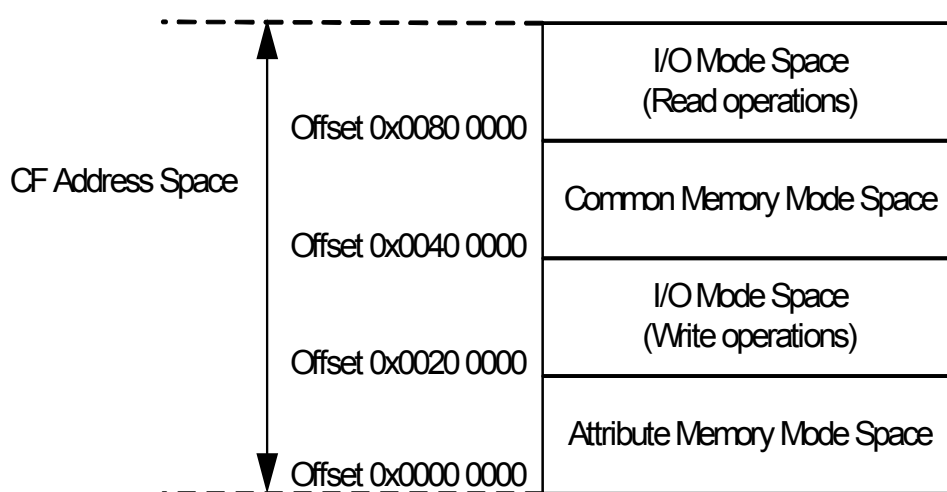 I/O Mode Space
(Read operations)
Offset 0x0080 0000
CF Address Space
Common Memory Mode Space
Offset 0x0040 0000
I/O Mode Space
(Write operations)
Offset 0x0020 0000
Attribute Memory Mode Space
Offset 0x0000 0000